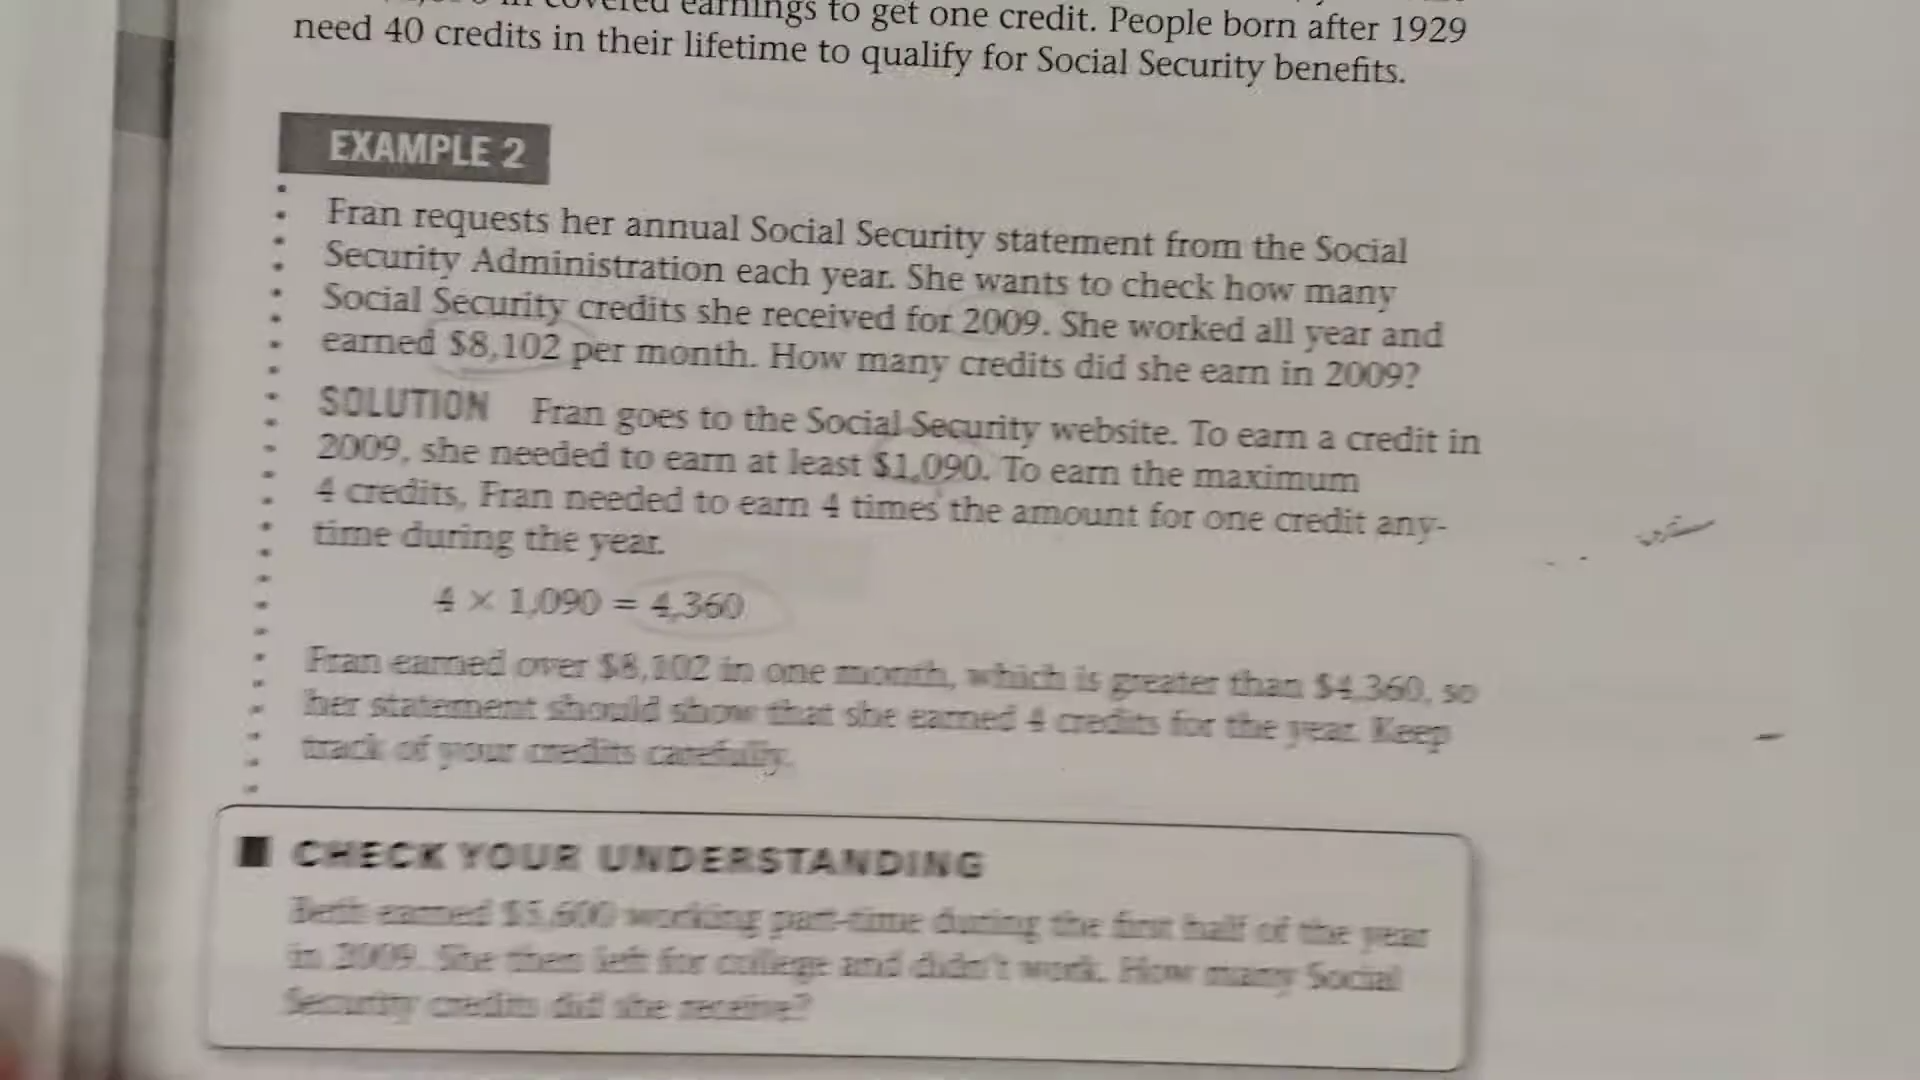 in covered earnings to get one credit. People born after 1929
need 40 credits in their lifetime to qualify for Social Security benefits.
EXAMPLE 2
Fran requests her annual Social Security statement from the Social
Security Administration each year. She wants to check how many
Social Security credits she received for 2009. She worked all year and
earned $8,102 per month. How many credits did she earn in 2009?
SOLUTION Fran goes to the Social Security website. To earn a credit in
2009, she needed to earn at least $1,090. To earn the maximum
4 credits, Fran needed to earn 4 times the amount for one credit any-
time during the year.
4 × 1,090 = 4,360
Fran earned over $8,102 in one month, which is greater than $4,360, so
her statement should show that she earned 4 credits for the year. Keep
track of your credits carefully.
CHECK YOUR UNDERSTANDING
Beth earned working part-time during the first half of the year
in 2009. She then left for college and didn't work. How many Social
Security credits did she receive?